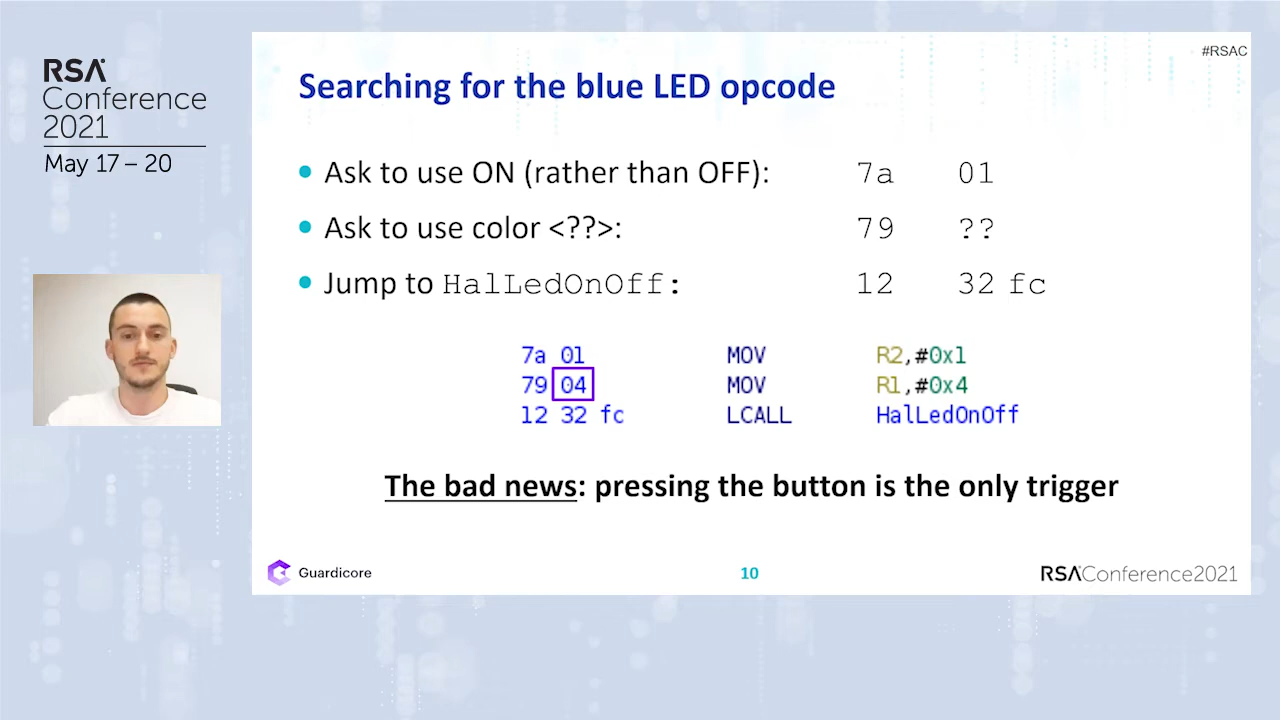 RSA
Conference
2021
May 17 – 20
#RSAC
Searching for the blue LED opcode
• Ask to use ON (rather than OFF): 7a 01
• Ask to use color <??>: 79 ??
• Jump to HalLedOnOff: 12 32 fc
7a 01 MOV R2,#0x1
79 04 MOV R1,#0x4
12 32 fc LCALL HalLedOnOff
The bad news: pressing the button is the only trigger
Guardicore
10
RSAConference2021